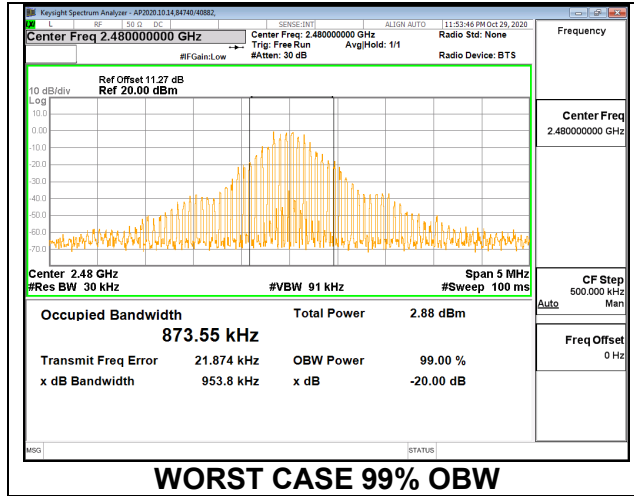 Keysight Spectrum Analyzer - AP2020.10.14,84740/40882,
LXI L RF 50 Ω DC SENSE:INT ALIGN AUTO 11:53:46 PM Oct 29, 2020
Center Freq 2.480000000 GHz
Center Freq: 2.480000000 GHz
Radio Std: None
Trig: Free Run Avg|Hold: 1/1
#IFGain:Low #Atten: 30 dB Radio Device: BTS
Frequency
Ref Offset 11.27 dB
10 dB/div Ref 20.00 dBm
Log
10.0
0.00
-10.0
-20.0
-30.0
-40.0
-50.0
-60.0
-70.0
Center 2.48 GHz Span 5 MHz
#Res BW 30 kHz #VBW 91 kHz #Sweep 100 ms
Center Freq
2.480000000 GHz
CF Step
500.000 kHz
Auto Man
Freq Offset
0 Hz
Occupied Bandwidth Total Power 2.88 dBm
873.55 kHz
Transmit Freq Error 21.874 kHz OBW Power 99.00 %
x dB Bandwidth 953.8 kHz x dB -20.00 dB
MSG STATUS
WORST CASE 99% OBW